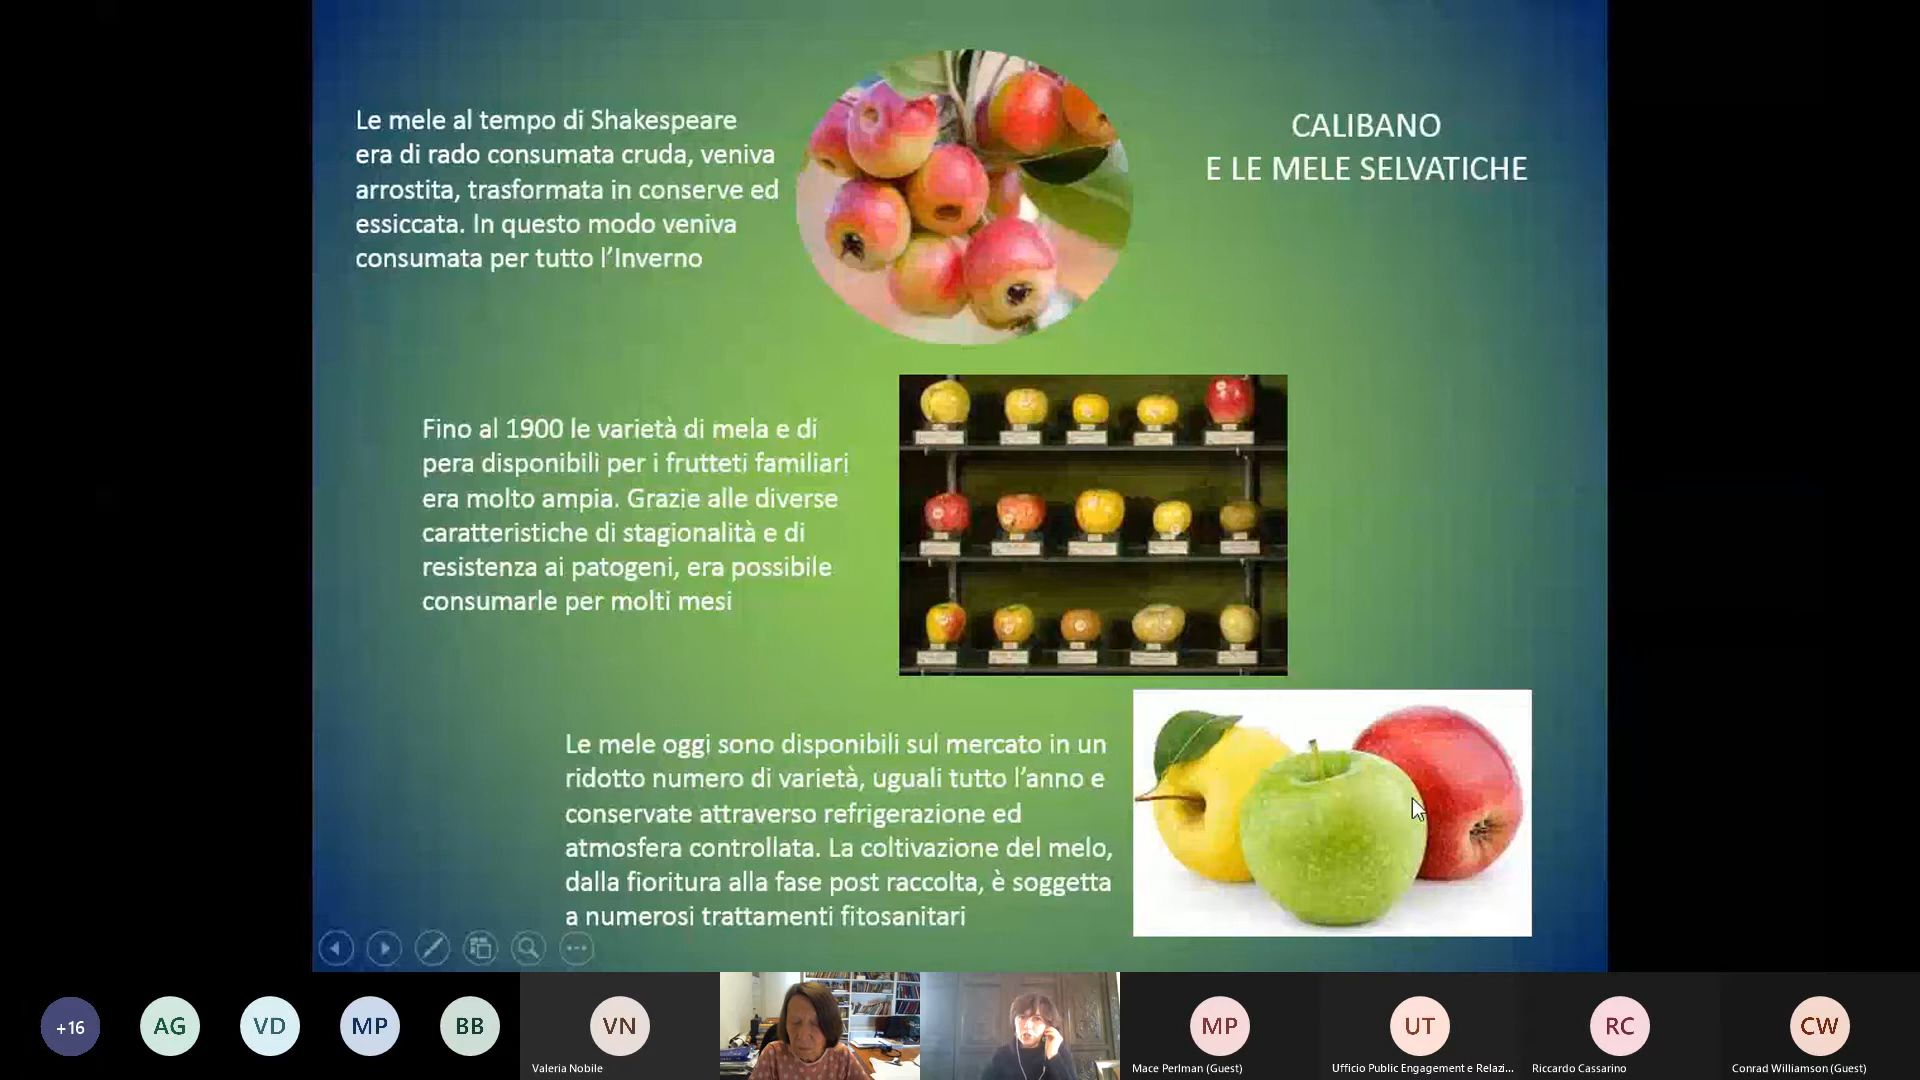 Le mele al tempo di Shakespeare
era di rado consumata cruda, veniva
arrostita, trasformata in conserve ed
essiccata. In questo modo veniva
consumata per tutto l'Inverno
CALIBANO
E LE MELE SELVATICHE
Fino al 1900 le varietà di mela e di
pera disponibili per i frutteti familiari
era molto ampia. Grazie alle diverse
caratteristiche di stagionalità e di
resistenza ai patogeni, era possibile
consumarle per molti mesi
Le mele oggi sono disponibili sul mercato in un
ridotto numero di varietà, uguali tutto l'anno e
conservate attraverso refrigerazione ed
atmosfera controllata. La coltivazione del melo,
dalla fioritura alla fase post raccolta, è soggetta
a numerosi trattamenti fitosanitari
+16
AG
VD
MP
BB
VN
Valeria Nobile
MP
Mace Perlman (Guest)
UT
Ufficio Public Engagement e Relazi...
RC
Riccardo Cassarino
CW
Conrad Williamson (Guest)